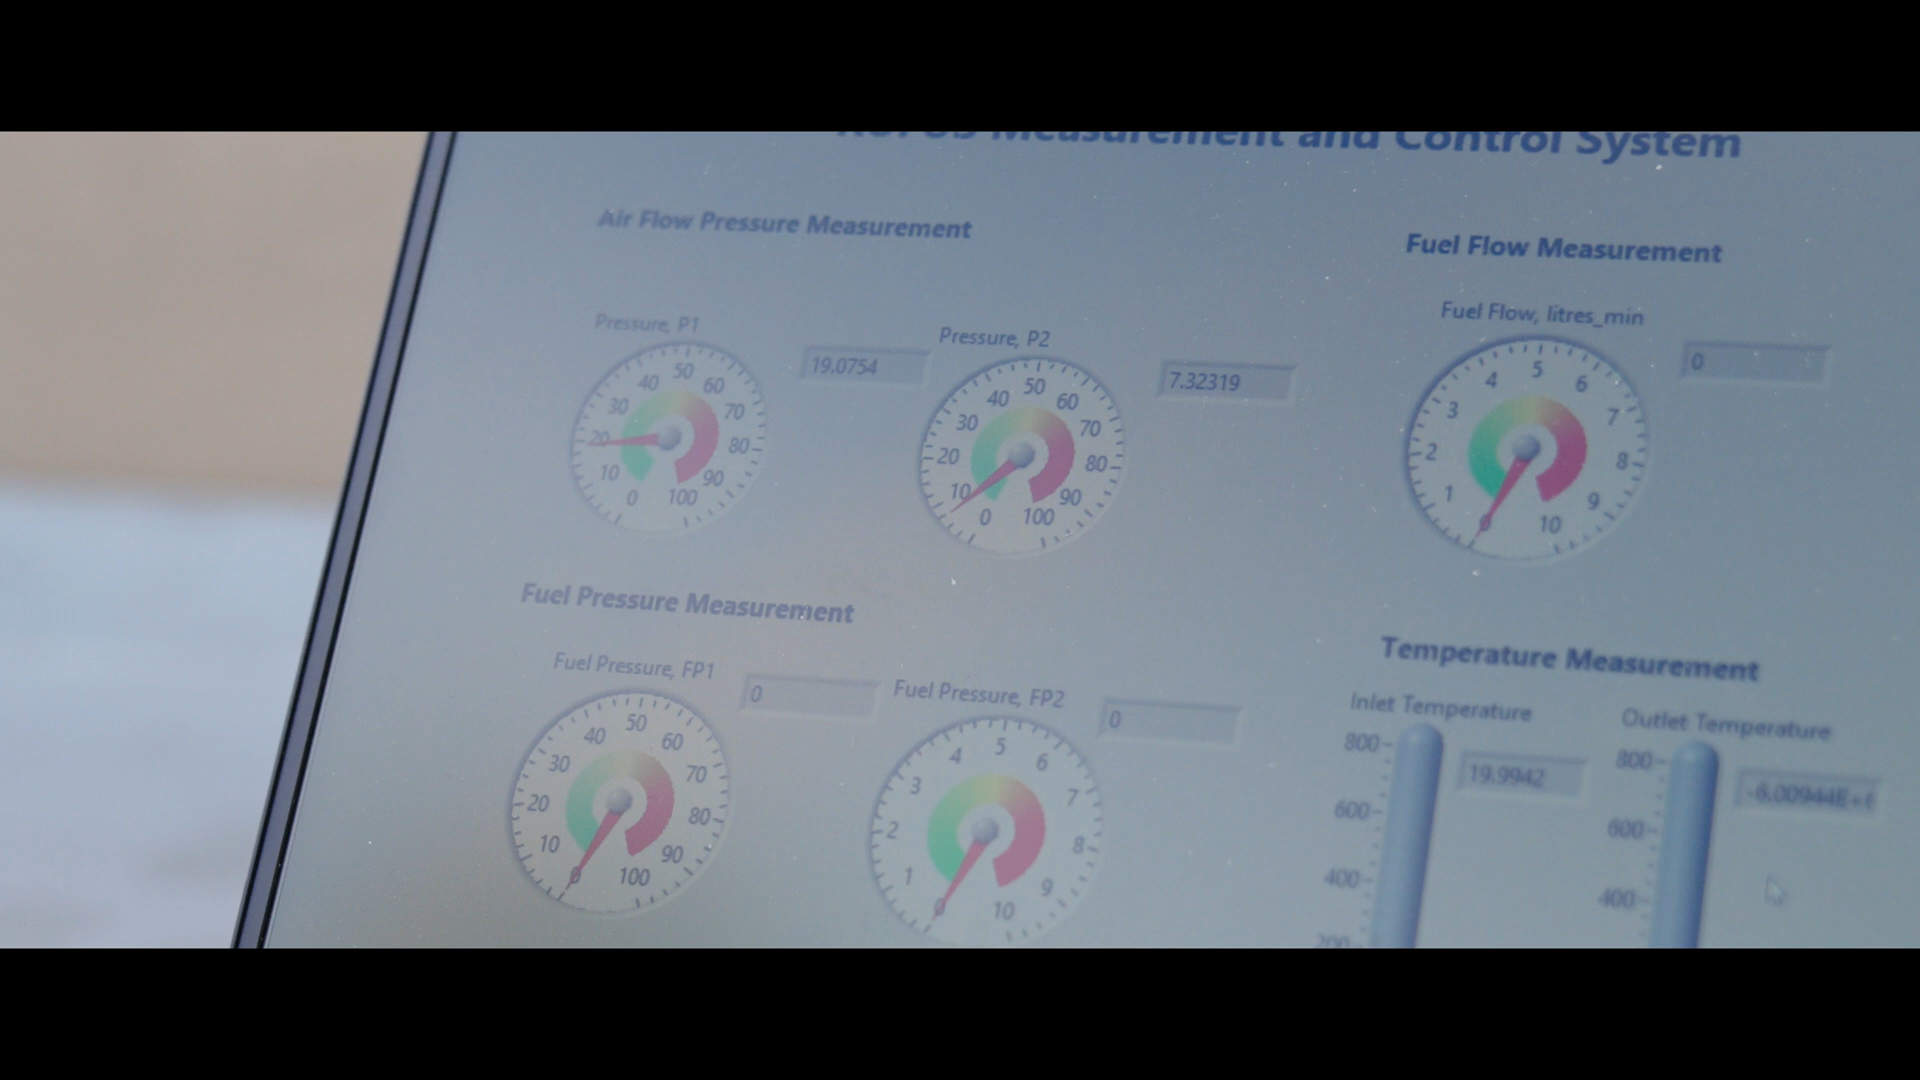 Measurement and Control System
Air Flow Pressure Measurement
Fuel Flow Measurement
Pressure, P1
19.0754
Pressure, P2
7.32319
Fuel Flow, litres_min
0
0 10 20 30 40 50 60 70 80 90 100
0 10 20 30 40 50 60 70 80 90 100
0 1 2 3 4 5 6 7 8 9 10
Fuel Pressure Measurement
Temperature Measurement
Fuel Pressure, FP1
0
Fuel Pressure, FP2
0
Inlet Temperature
19.9942
Outlet Temperature
0 10 20 30 40 50 60 70 80 90 100
0 1 2 3 4 5 6 7 8 9 10
800
600
400
200
800
600
400